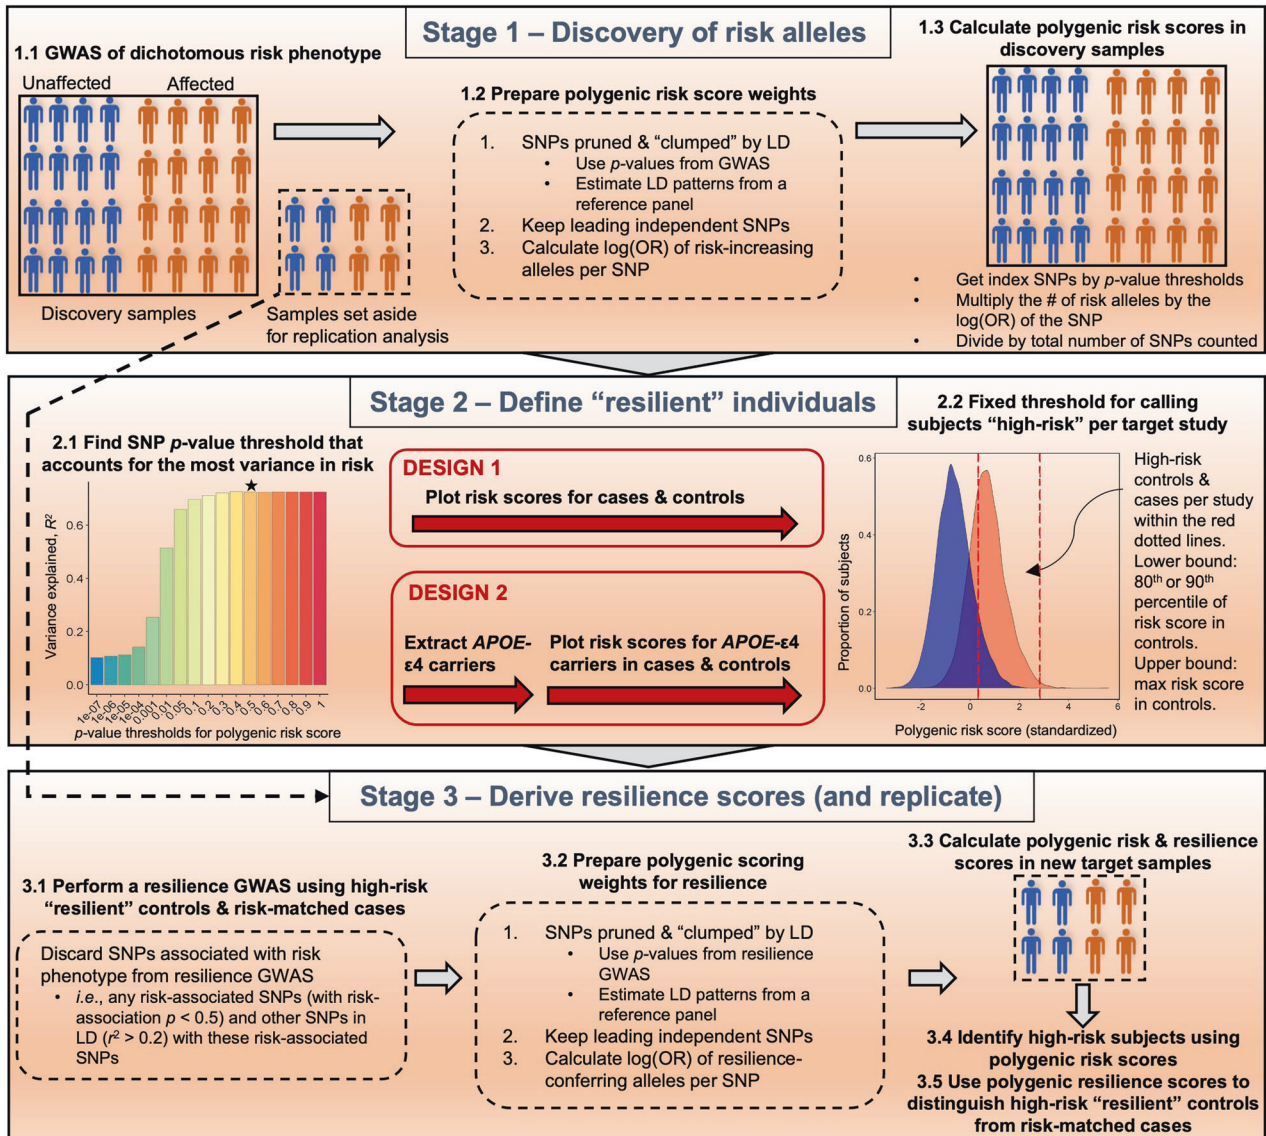 Stage 1 – Discovery of risk alleles
1.1 GWAS of dichotomous risk phenotype
Unaffected
Affected
Discovery samples
Samples set aside
for replication analysis
1.2 Prepare polygenic risk score weights
1. SNPs pruned & “clumped” by LD
• Use p-values from GWAS
• Estimate LD patterns from a
reference panel
2. Keep leading independent SNPs
3. Calculate log(OR) of risk-increasing
alleles per SNP
1.3 Calculate polygenic risk scores in
discovery samples
• Get index SNPs by p-value thresholds
• Multiply the # of risk alleles by the
log(OR) of the SNP
• Divide by total number of SNPs counted
Stage 2 – Define “resilient” individuals
2.1 Find SNP p-value threshold that
accounts for the most variance in risk
Variance explained, R²
0.6
0.4
0.2
0.0
1e-07
1e-06
1e-05
1e-04
0.001
0.01
0.05
0.1
0.2
0.3
0.4
0.5
0.6
0.7
0.8
0.9
1
p-value thresholds for polygenic risk score
DESIGN 1
Plot risk scores for cases & controls
DESIGN 2
Extract APOE-
ε4 carriers
Plot risk scores for APOE-ε4
carriers in cases & controls
2.2 Fixed threshold for calling
subjects “high-risk” per target study
Proportion of subjects
0.6
0.4
0.2
0.0
-2
0
2
4
6
Polygenic risk score (standardized)
High-risk
controls &
cases per study
within the red
dotted lines.
Lower bound:
80th or 90th
percentile of
risk score in
controls.
Upper bound:
max risk score
in controls.
Stage 3 – Derive resilience scores (and replicate)
3.1 Perform a resilience GWAS using high-risk
“resilient” controls & risk-matched cases
Discard SNPs associated with risk
phenotype from resilience GWAS
• i.e., any risk-associated SNPs (with risk-
association p < 0.5) and other SNPs in
LD (r² > 0.2) with these risk-associated
SNPs
3.2 Prepare polygenic scoring
weights for resilience
1. SNPs pruned & “clumped” by LD
• Use p-values from resilience
GWAS
• Estimate LD patterns from a
reference panel
2. Keep leading independent SNPs
3. Calculate log(OR) of resilience-
conferring alleles per SNP
3.3 Calculate polygenic risk & resilience
scores in new target samples
3.4 Identify high-risk subjects using
polygenic risk scores
3.5 Use polygenic resilience scores to
distinguish high-risk “resilient” controls
from risk-matched cases